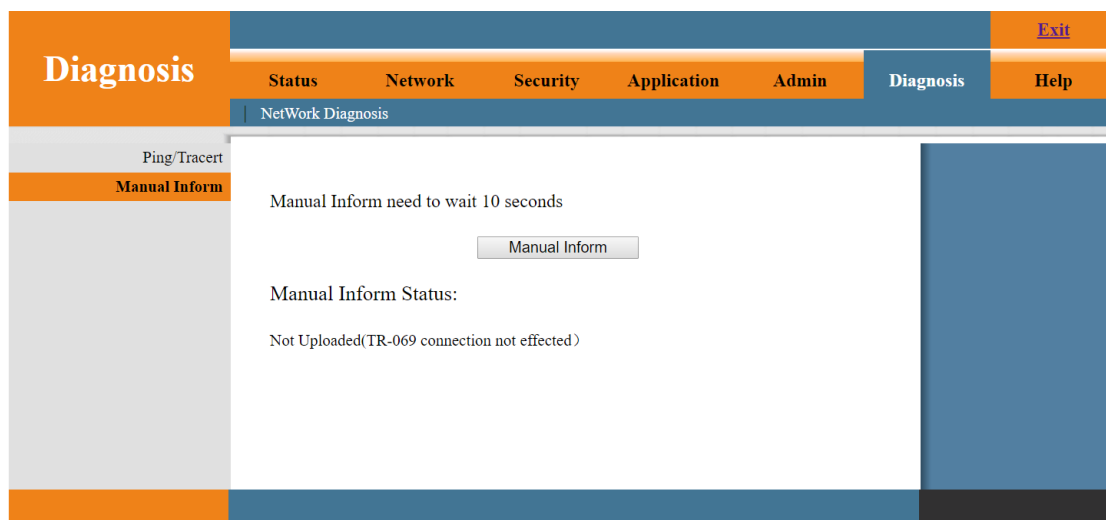 Exit
Diagnosis
Status Network Security Application Admin Diagnosis Help
NetWork Diagnosis
Ping/Tracert
Manual Inform
Manual Inform need to wait 10 seconds
Manual Inform
Manual Inform Status:
Not Uploaded(TR-069 connection not effected）